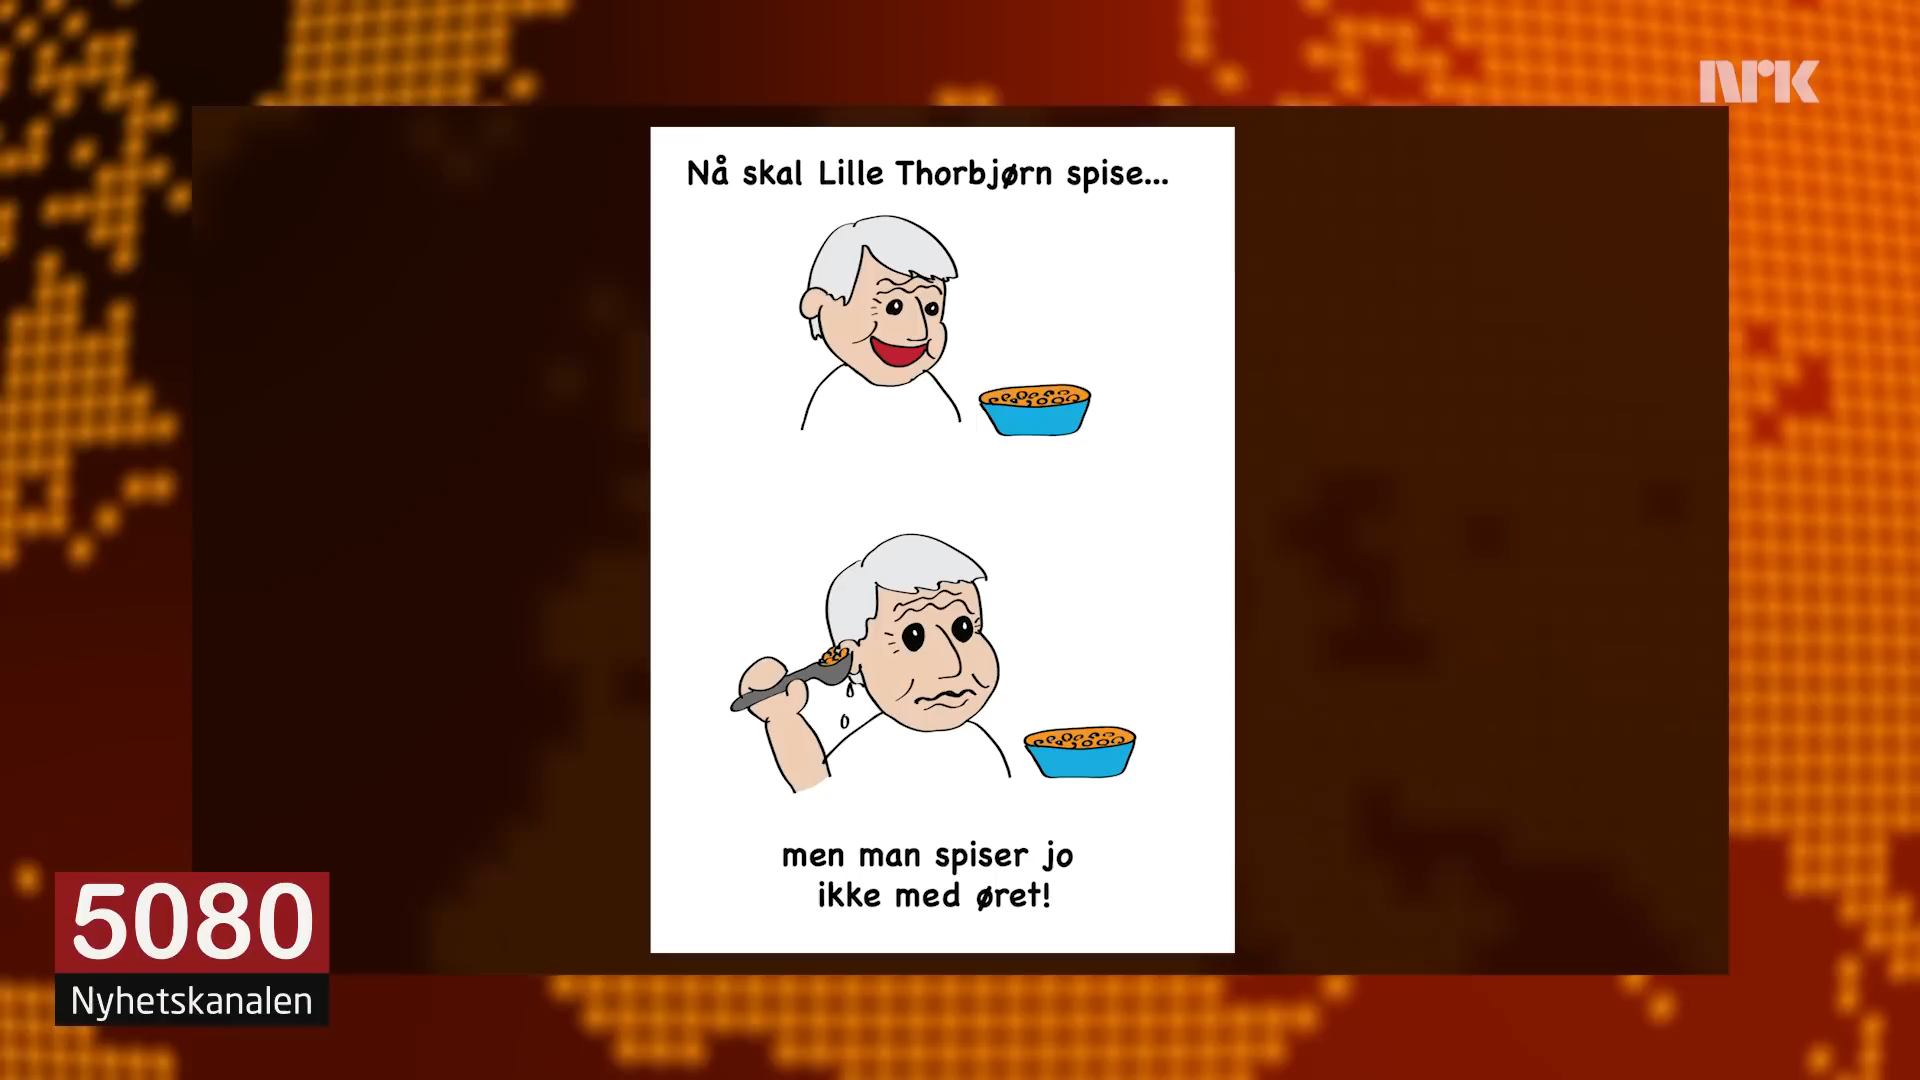 NRK
Nå skal Lille Thorbjørn spise...
men man spiser jo
ikke med øret!
5080
Nyhetskanalen